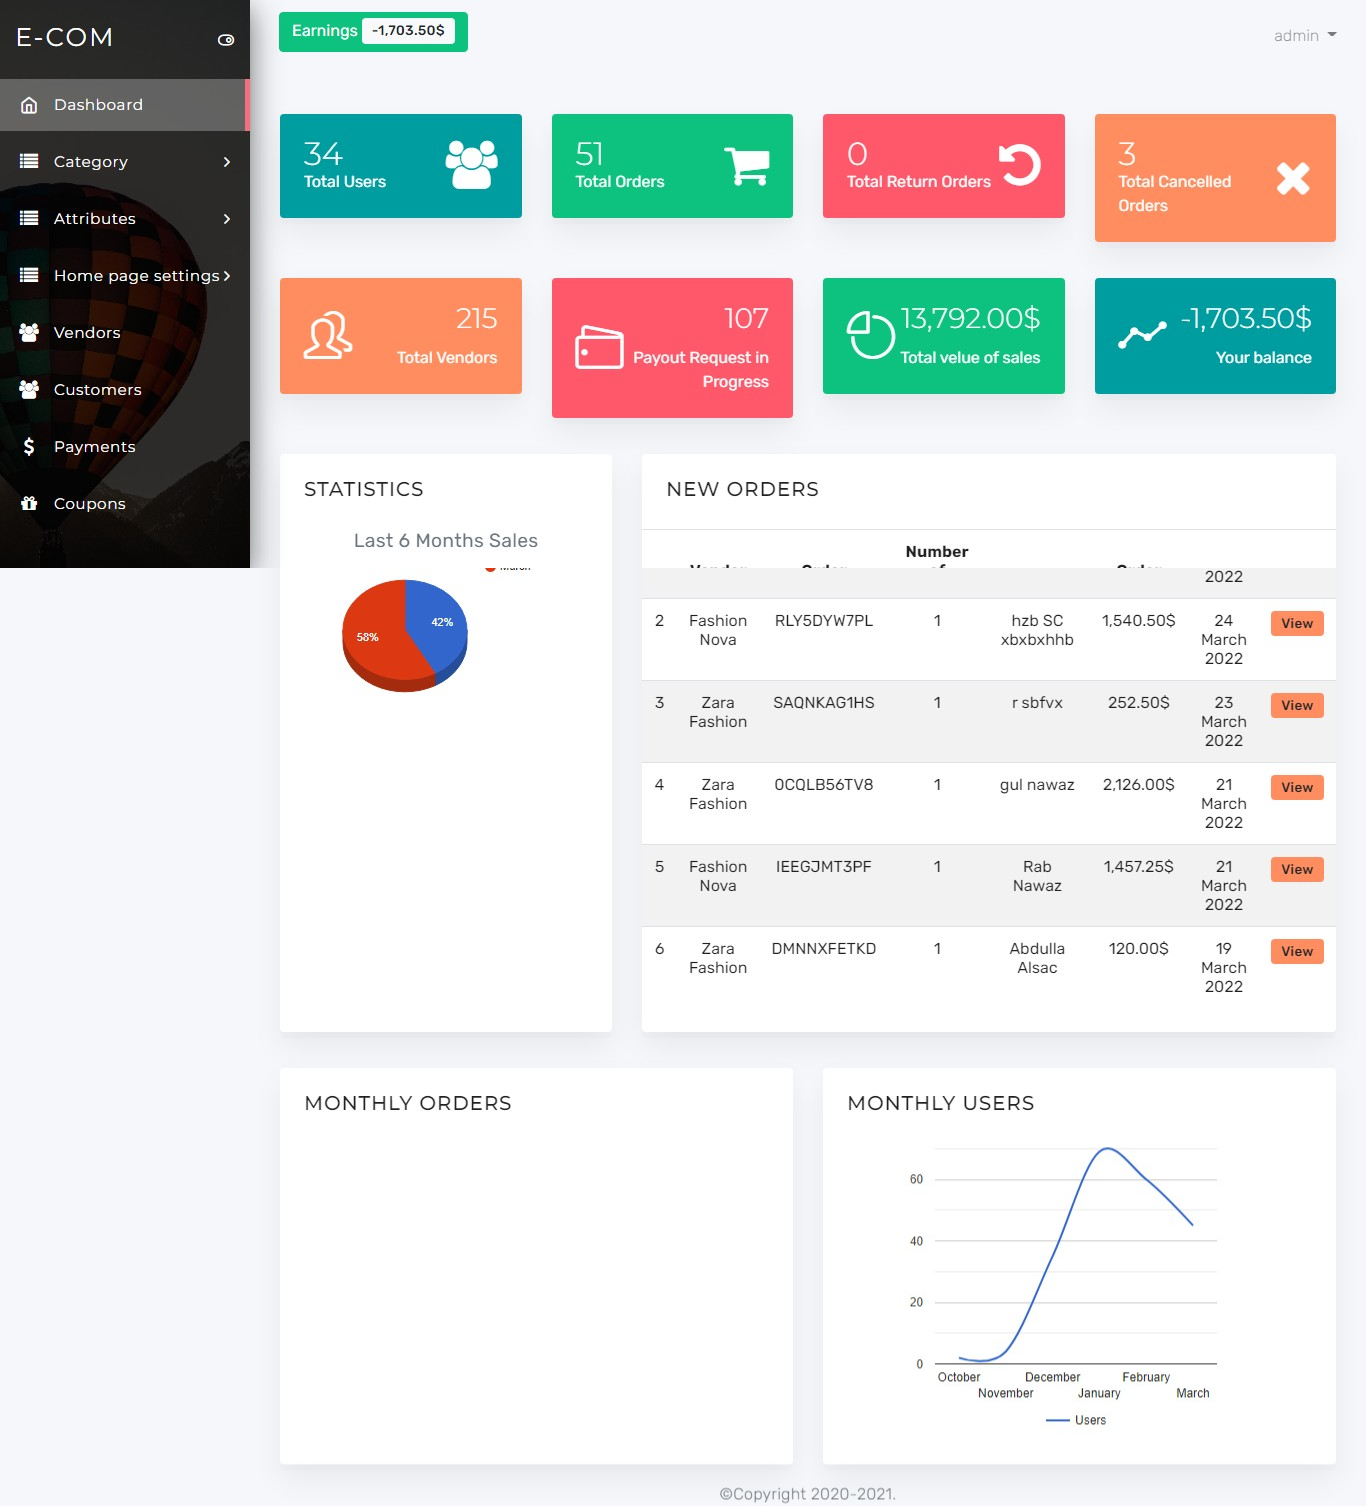 E-COM
Dashboard
Category
Attributes
Home page settings
Vendors
Customers
Payments
Coupons
Earnings -1,703.50$
admin
34
Total Users
51
Total Orders
0
Total Return Orders
3
Total Cancelled
Orders
215
Total Vendors
107
Payout Request in
Progress
13,792.00$
Total velue of sales
-1,703.50$
Your balance
STATISTICS
Last 6 Months Sales
58%
42%
NEW ORDERS
Number
2022
2 Fashion RLY5DYW7PL 1 hzb SC 1,540.50$ 24 View
Nova xbxbxhhb March
2022
3 Zara SAQNKAG1HS 1 r sbfvx 252.50$ 23 View
Fashion March
2022
4 Zara 0CQLB56TV8 1 gul nawaz 2,126.00$ 21 View
Fashion March
2022
5 Fashion IEEGJMT3PF 1 Rab 1,457.25$ 21 View
Nova Nawaz March
2022
6 Zara DMNNXFETKD 1 Abdulla 120.00$ 19 View
Fashion Alsac March
2022
MONTHLY ORDERS
MONTHLY USERS
60
40
20
0
October December February
November January March
Users
©Copyright 2020-2021.